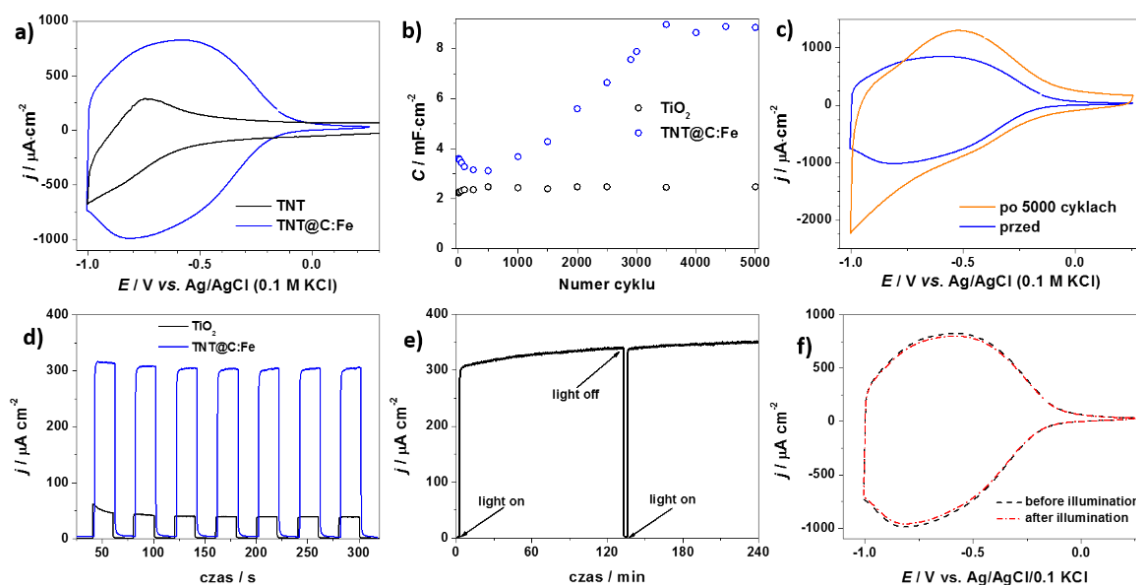 a)
1000
500
0
-500
-1000
j / µA·cm⁻²
TNT
TNT@C:Fe
-1.0
-0.5
0.0
E / V vs. Ag/AgCl (0.1 M KCl)
b)
8
6
4
2
0
C / mF·cm⁻²
TiO₂
TNT@C:Fe
0
1000
2000
3000
4000
5000
Numer cyklu
c)
1000
0
-1000
-2000
j / µA·cm⁻²
po 5000 cyklach
przed
-1.0
-0.5
0.0
E / V vs. Ag/AgCl (0.1 M KCl)
d)
400
300
200
100
0
j / µA cm⁻²
TiO₂
TNT@C:Fe
50
100
150
200
250
300
czas / s
e)
400
300
200
100
0
j / µA cm⁻²
light off
light on
light on
0
60
120
180
240
czas / min
f)
1000
500
0
-500
-1000
j / µA cm⁻²
before illumination
after illumination
-1.0
-0.5
0.0
E / V vs. Ag/AgCl/0.1 KCl